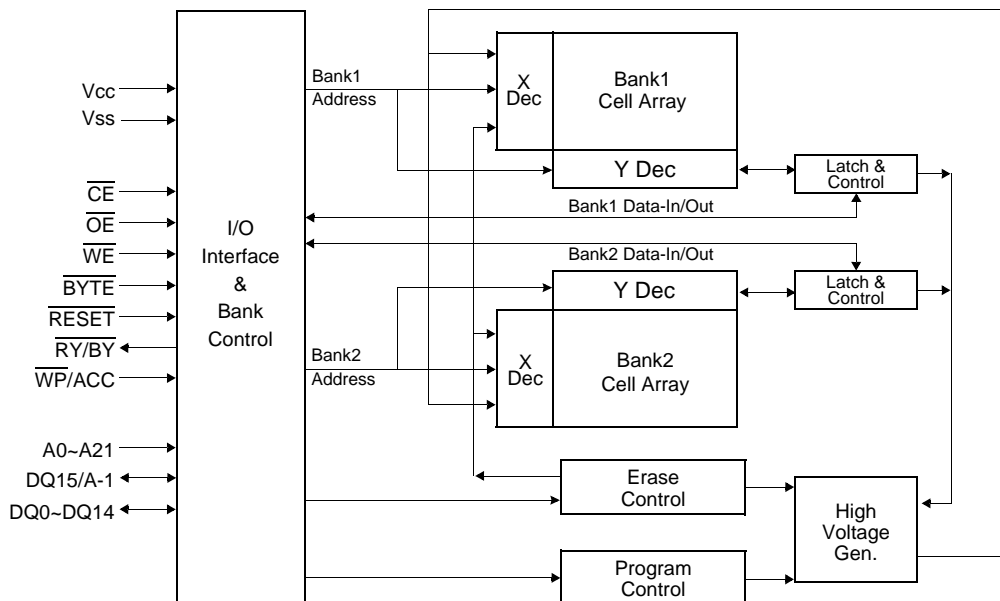 Vcc
Vss
CE
OE
WE
BYTE
RESET
RY/BY
WP/ACC
A0~A21
DQ15/A-1
DQ0~DQ14
I/O
Interface
&
Bank
Control
Bank1
Address
X
Dec
Bank1
Cell Array
Y Dec
Latch &
Control
Bank1 Data-In/Out
Bank2 Data-In/Out
Y Dec
Latch &
Control
Bank2
Address
X
Dec
Bank2
Cell Array
Erase
Control
High
Voltage
Gen.
Program
Control